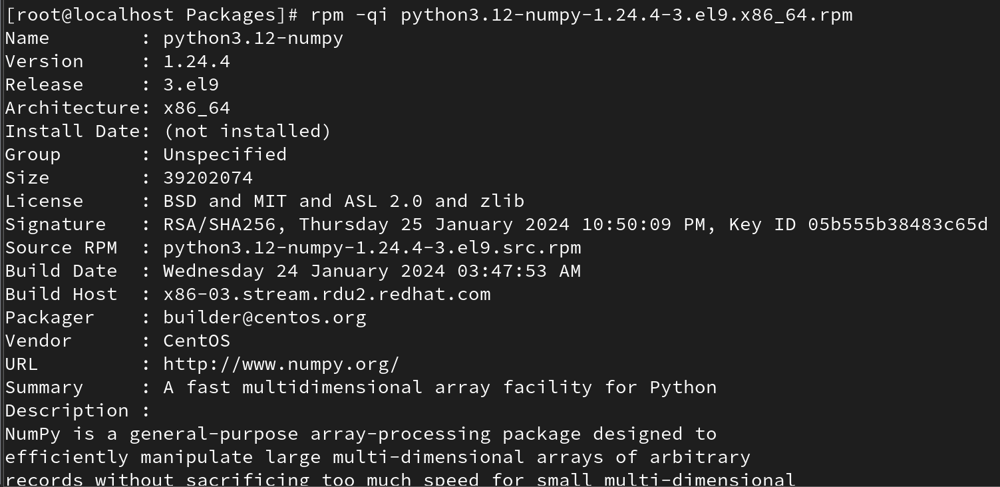 [root@localhost Packages]# rpm -qi python3.12-numpy-1.24.4-3.el9.x86_64.rpm
Name        : python3.12-numpy
Version     : 1.24.4
Release     : 3.el9
Architecture: x86_64
Install Date: (not installed)
Group       : Unspecified
Size        : 39202074
License     : BSD and MIT and ASL 2.0 and zlib
Signature   : RSA/SHA256, Thursday 25 January 2024 10:50:09 PM, Key ID 05b555b38483c65d
Source RPM  : python3.12-numpy-1.24.4-3.el9.src.rpm
Build Date  : Wednesday 24 January 2024 03:47:53 AM
Build Host  : x86-03.stream.rdu2.redhat.com
Packager    : builder@centos.org
Vendor      : CentOS
URL         : http://www.numpy.org/
Summary     : A fast multidimensional array facility for Python
Description :
NumPy is a general-purpose array-processing package designed to
efficiently manipulate large multi-dimensional arrays of arbitrary
records without sacrificing too much speed for small multi-dimensional